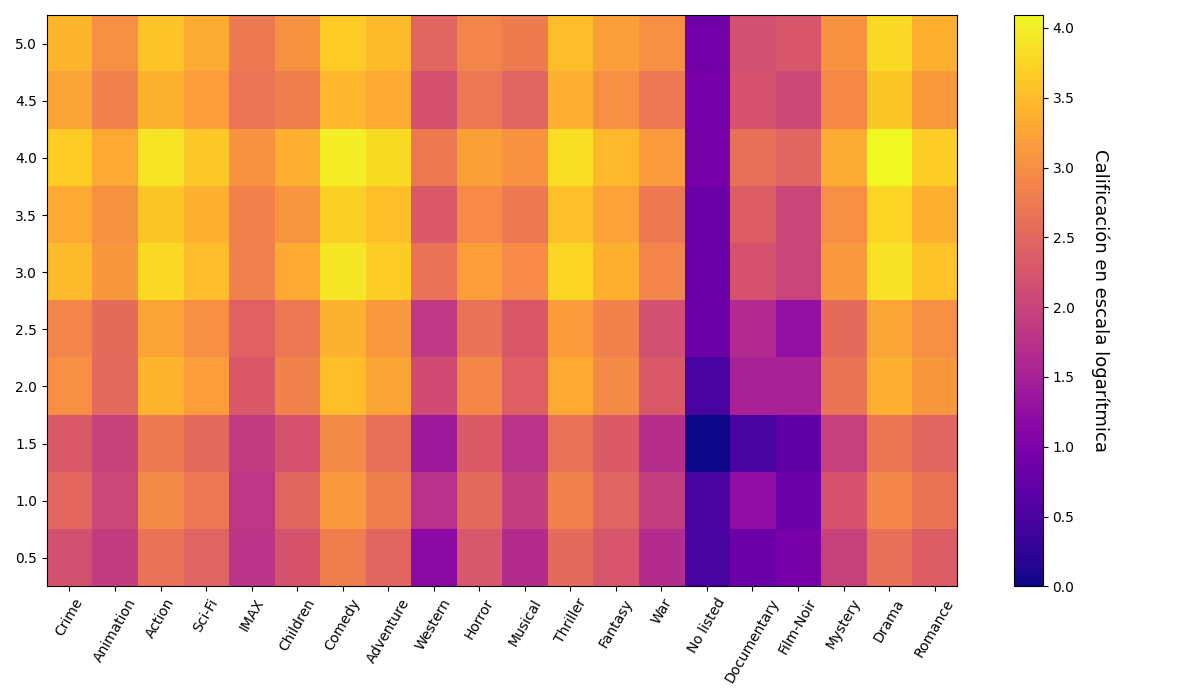 5.0
4.5
4.0
3.5
3.0
2.5
2.0
1.5
1.0
0.5
Crime
Animation
Action
Sci-Fi
IMAX
Children
Comedy
Adventure
Western
Horror
Musical
Thriller
Fantasy
War
No listed
Documentary
Film-Noir
Mystery
Drama
Romance
4.0
3.5
3.0
2.5
2.0
1.5
1.0
0.5
0.0
Calificación en escala logarítmica